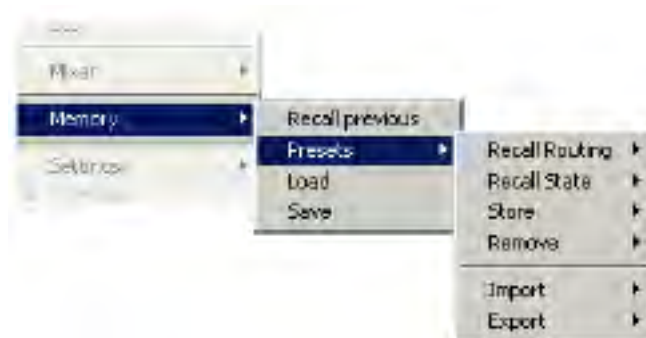 Mixer
Memory
Settings
Recall previous
Presets
Load
Save
Recall Routing
Recall State
Store
Remove
Import
Export